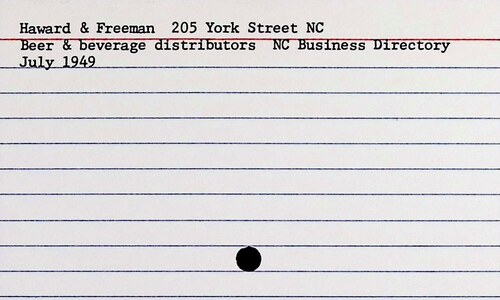 Haward & Freeman  205 York Street NC
Beer & beverage distributors  NC Business Directory
July 1949